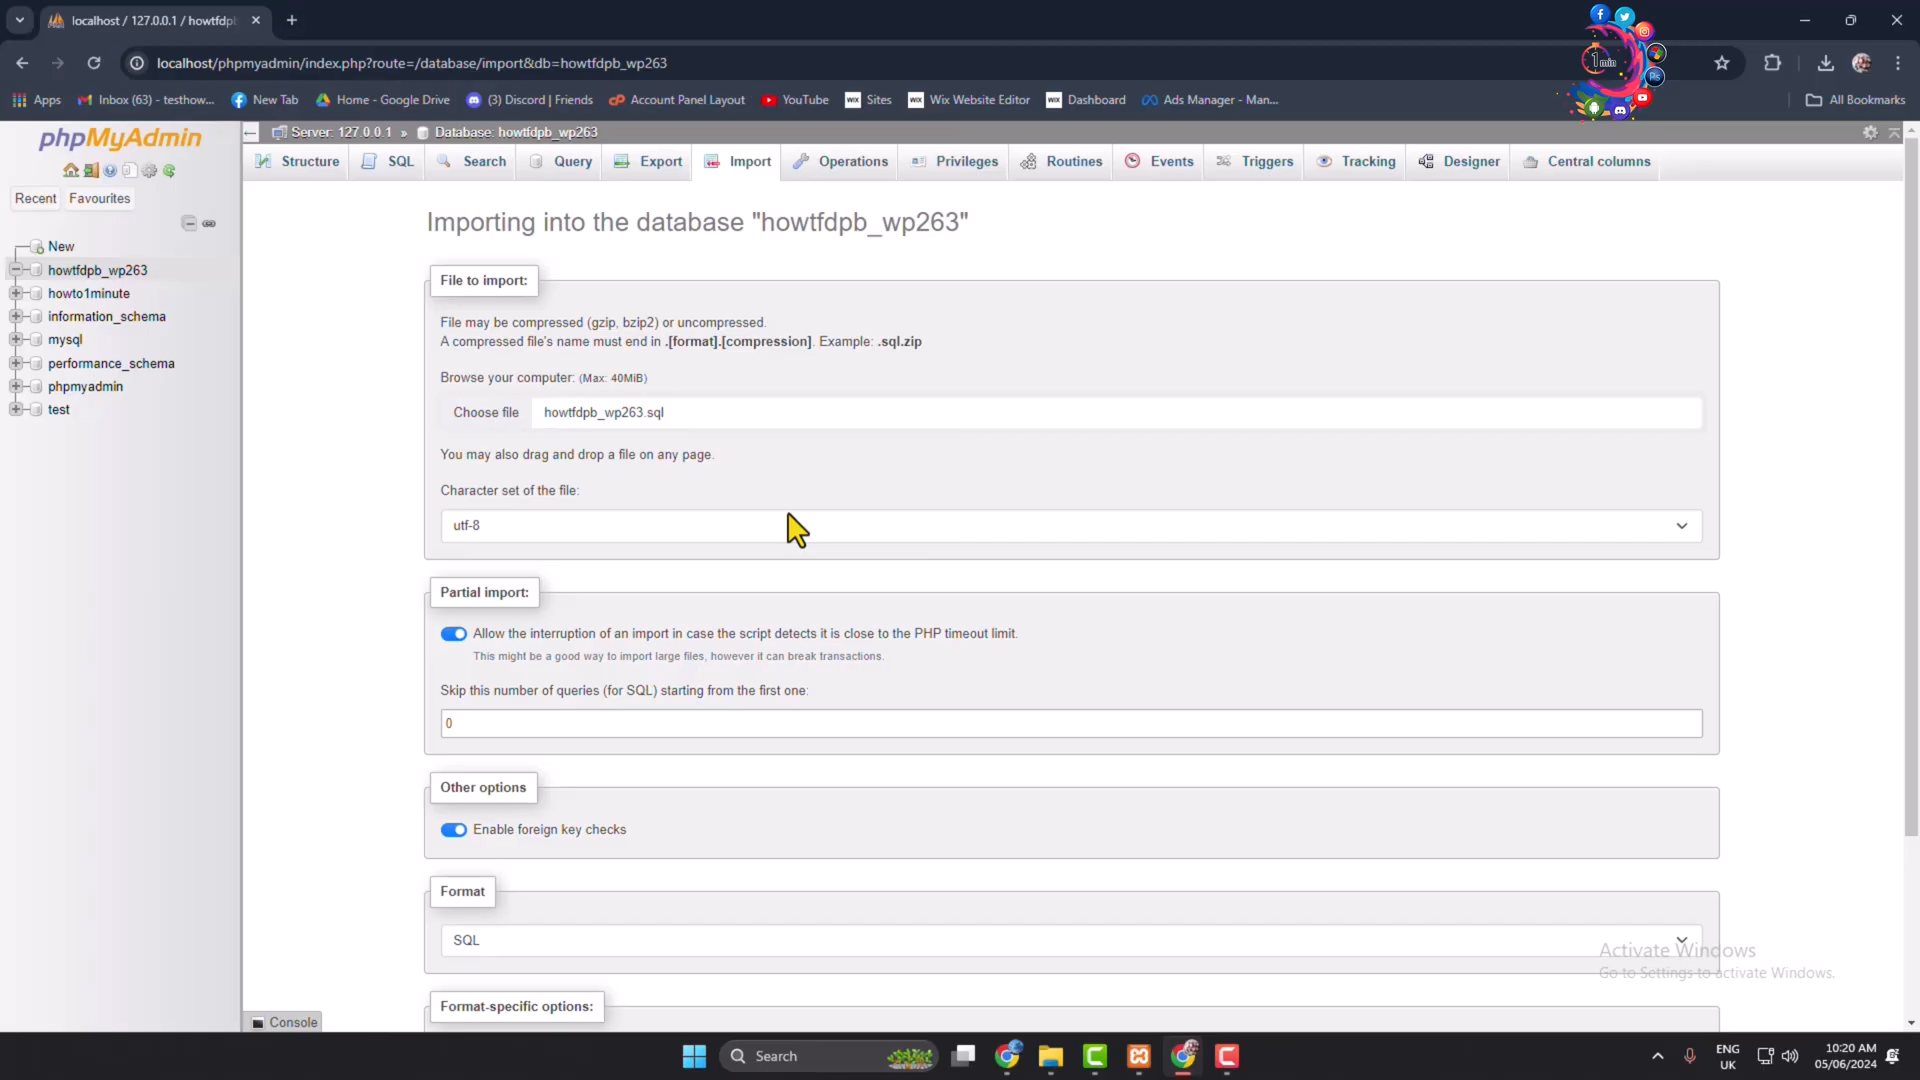 localhost / 127.0.0.1 / howtfdp
localhost/phpmyadmin/index.php?route=/database/import&db=howtfdpb_wp263
1min
Ps
Apps
Inbox (63) - testhow...
New Tab
Home - Google Drive
(3) Discord | Friends
Account Panel Layout
YouTube
WIX
Sites
WIX
Wix Website Editor
WIX
Dashboard
Ads Manager - Man...
All Bookmarks
phpMyAdmin
Recent
Favourites
New
howtfdpb_wp263
howto1minute
information_schema
mysql
performance_schema
phpmyadmin
test
Server: 127.0.0.1 » Database: howtfdpb_wp263
Structure
SQL
Search
Query
Export
Import
Operations
Privileges
Routines
Events
Triggers
Tracking
Designer
Central columns
Importing into the database "howtfdpb_wp263"
File to import:
File may be compressed (gzip, bzip2) or uncompressed.
A compressed file's name must end in .[format].[compression]. Example: .sql.zip
Browse your computer: (Max: 40MiB)
Choose file
howtfdpb_wp263.sql
You may also drag and drop a file on any page.
Character set of the file:
utf-8
Partial import:
Allow the interruption of an import in case the script detects it is close to the PHP timeout limit.
This might be a good way to import large files, however it can break transactions.
Skip this number of queries (for SQL) starting from the first one:
0
Other options
Enable foreign key checks
Format
SQL
Format-specific options:
Activate Windows
Go to Settings to activate Windows.
Console
Search
ENG
UK
10:20 AM
05/06/2024